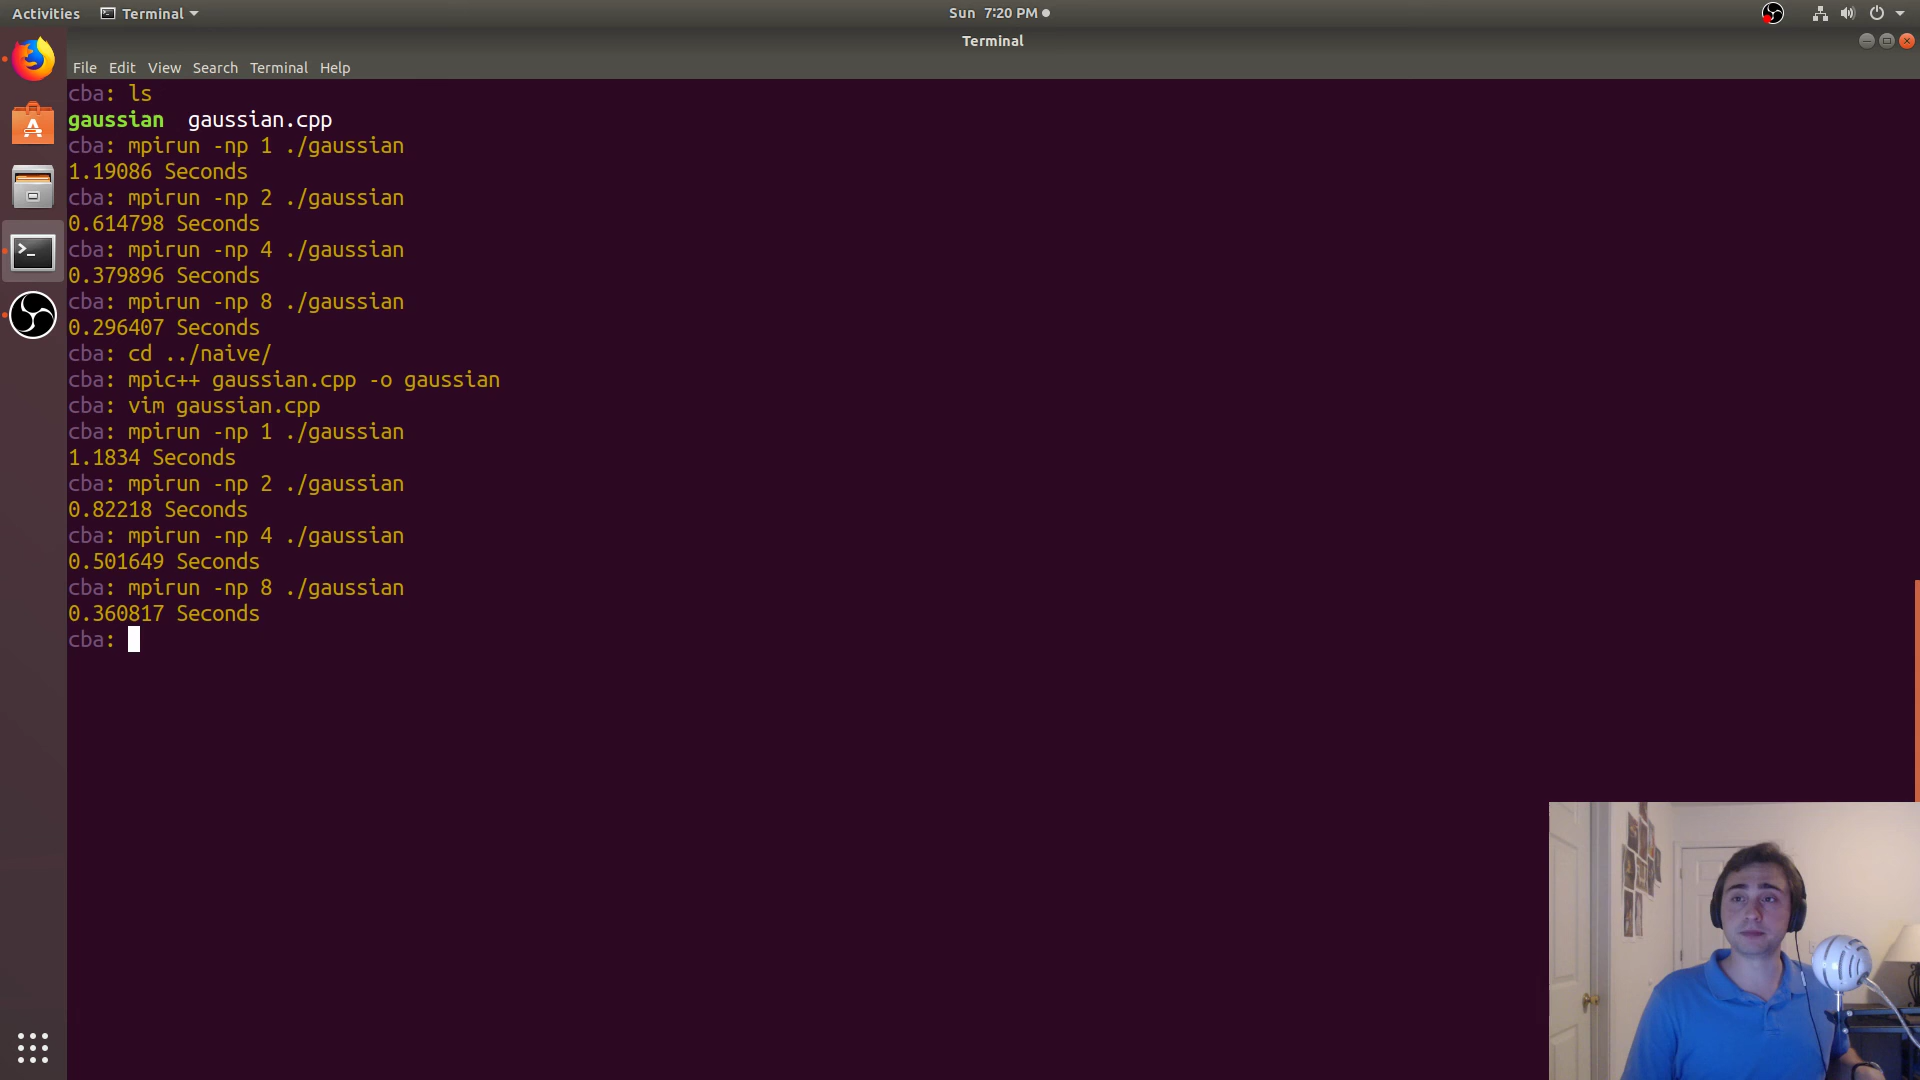 Activities Terminal Sun 7:20 PM
Terminal
File Edit View Search Terminal Help
cba: ls
gaussian gaussian.cpp
cba: mpirun -np 1 ./gaussian
1.19086 Seconds
cba: mpirun -np 2 ./gaussian
0.614798 Seconds
cba: mpirun -np 4 ./gaussian
0.379896 Seconds
cba: mpirun -np 8 ./gaussian
0.296407 Seconds
cba: cd ../naive/
cba: mpic++ gaussian.cpp -o gaussian
cba: vim gaussian.cpp
cba: mpirun -np 1 ./gaussian
1.1834 Seconds
cba: mpirun -np 2 ./gaussian
0.82218 Seconds
cba: mpirun -np 4 ./gaussian
0.501649 Seconds
cba: mpirun -np 8 ./gaussian
0.360817 Seconds
cba: